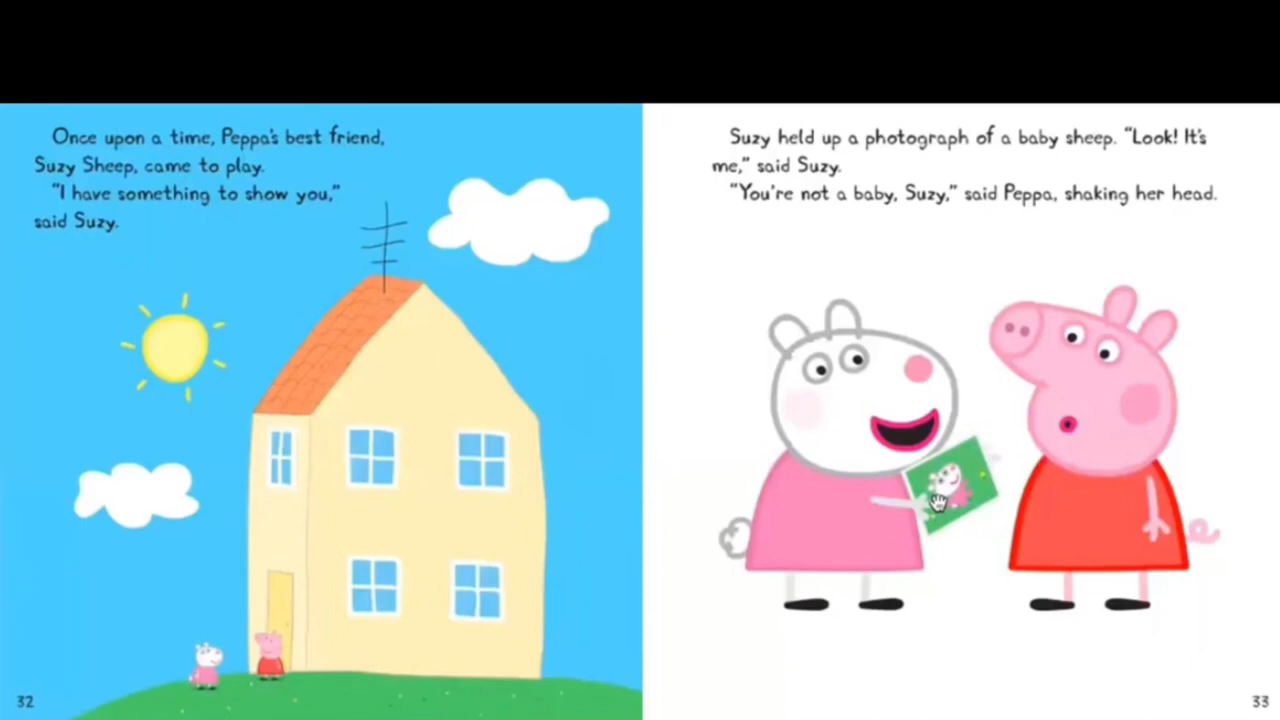 Once upon a time, Peppa's best friend,
Suzy Sheep, came to play.
"I have something to show you,"
said Suzy.
32
Suzy held up a photograph of a baby sheep. "Look! It's
me," said Suzy.
"You're not a baby, Suzy," said Peppa, shaking her head.
33